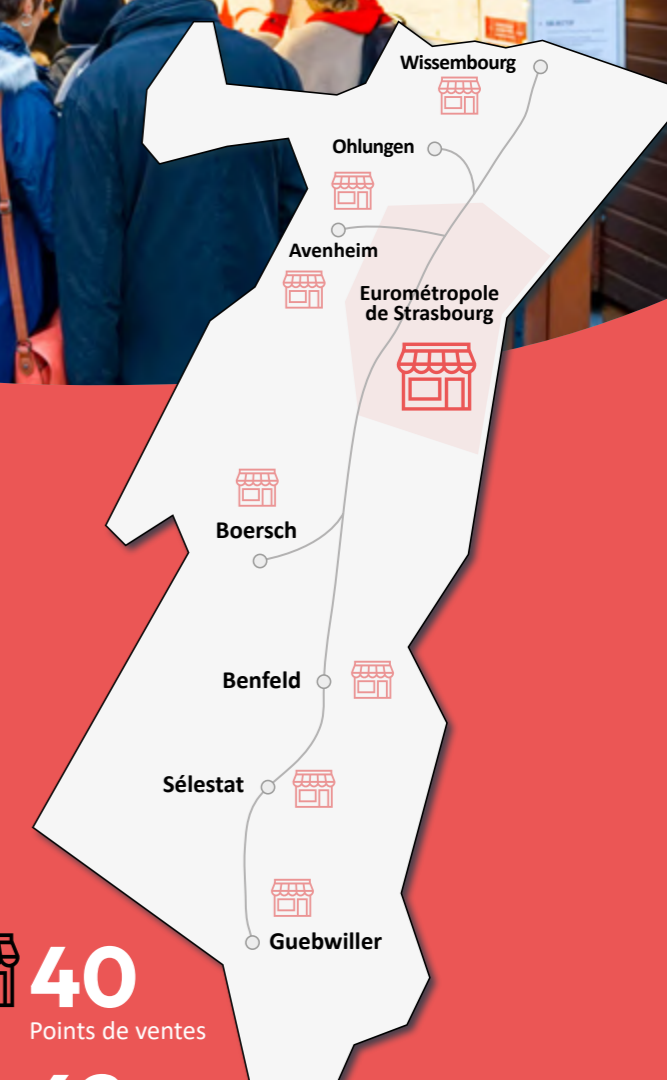 Wissembourg
Ohlungen
Avenheim
Eurométropole
de Strasbourg
Boersch
Benfeld
Sélestat
Guebwiller
40
Points de ventes